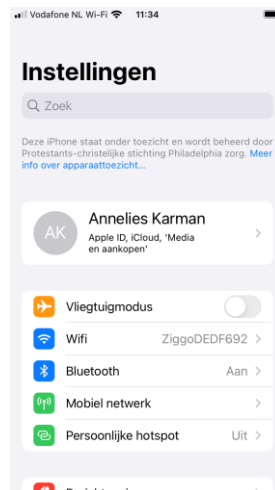 Vodafone NL Wi-Fi 11:34
Instellingen
Zoek
Deze iPhone staat onder toezicht en wordt beheerd door
Protestants-christelijke stichting Philadelphia zorg. Meer
info over apparaattoezicht...
AK
Annelies Karman
Apple ID, iCloud, 'Media
en aankopen'
Vliegtuigmodus
Wifi ZiggoDEDF692
Bluetooth Aan
Mobiel netwerk
Persoonlijke hotspot Uit